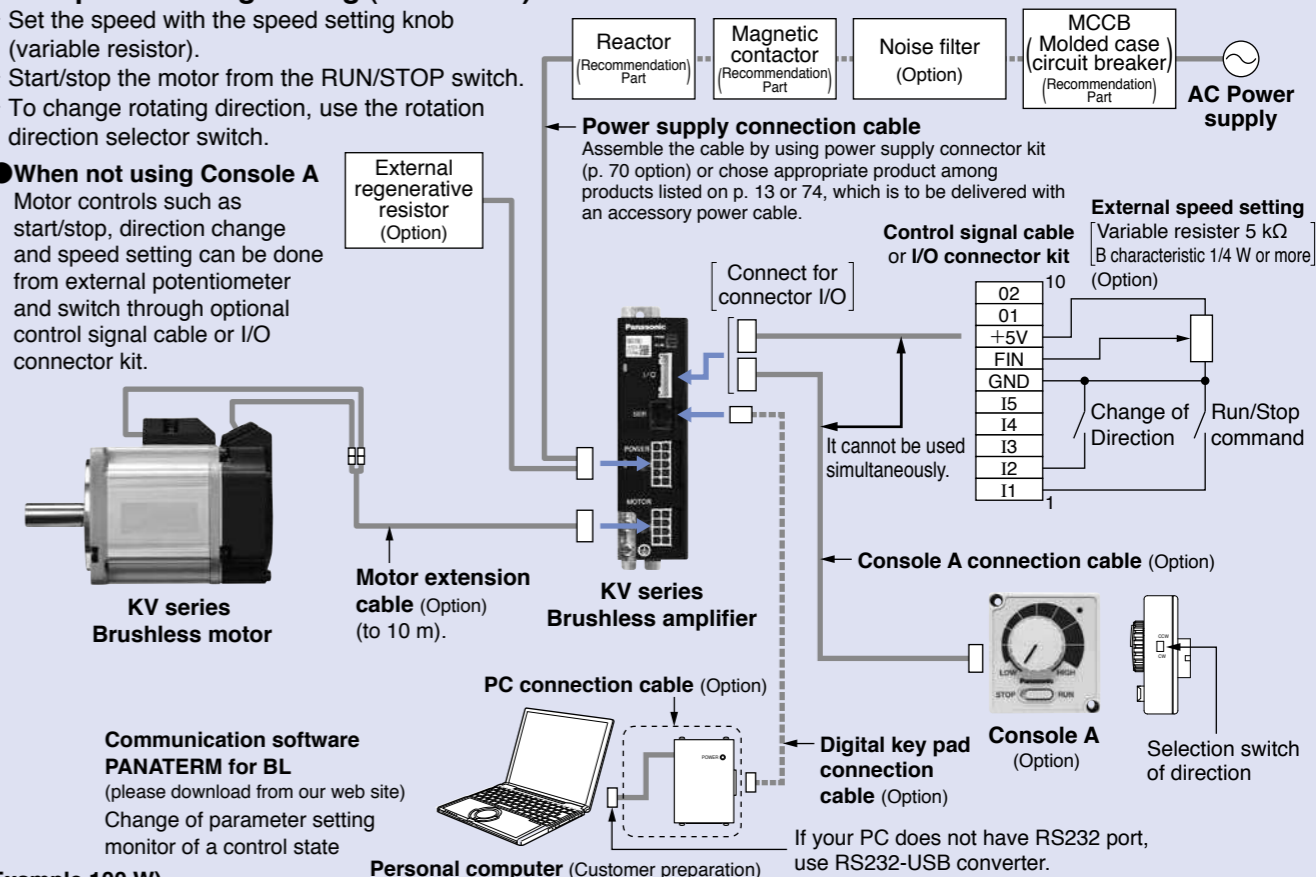 Set the speed with the speed setting knob
(variable resistor).
Start/stop the motor from the RUN/STOP switch.
To change rotating direction, use the rotation
direction selector switch.
●When not using Console A
Motor controls such as
start/stop, direction change
and speed setting can be done
from external potentiometer
and switch through optional
control signal cable or I/O
connector kit.
External
regenerative
resistor
(Option)
Reactor
(Recommendation
Part)
Magnetic
contactor
(Recommendation
Part)
Noise filter
(Option)
MCCB
(Molded case
circuit breaker)
(Recommendation
Part)
AC Power
supply
Power supply connection cable
Assemble the cable by using power supply connector kit
(p. 70 option) or chose appropriate product among
products listed on p. 13 or 74, which is to be delivered with
an accessory power cable.
External speed setting
[Variable resister 5 kΩ
B characteristic 1/4 W or more]
(Option)
Control signal cable
or I/O connector kit
[Connect for
connector I/O]
10
02
01
+5V
FIN
GND
I5
I4
I3
I2
I1
1
Change of
Direction
Run/Stop
command
It cannot be used
simultaneously.
Panasonic
I/O
SER
POWER
MOTOR
KV series
Brushless motor
Motor extension
cable (Option)
(to 10 m).
KV series
Brushless amplifier
Console A connection cable (Option)
LOW
HIGH
Panasonic
STOP
RUN
CCW
CW
Console A
(Option)
Selection switch
of direction
PC connection cable (Option)
POWER
Digital key pad
connection
cable (Option)
Communication software
PANATERM for BL
(please download from our web site)
Change of parameter setting
monitor of a control state
Personal computer (Customer preparation)
If your PC does not have RS232 port,
use RS232-USB converter.